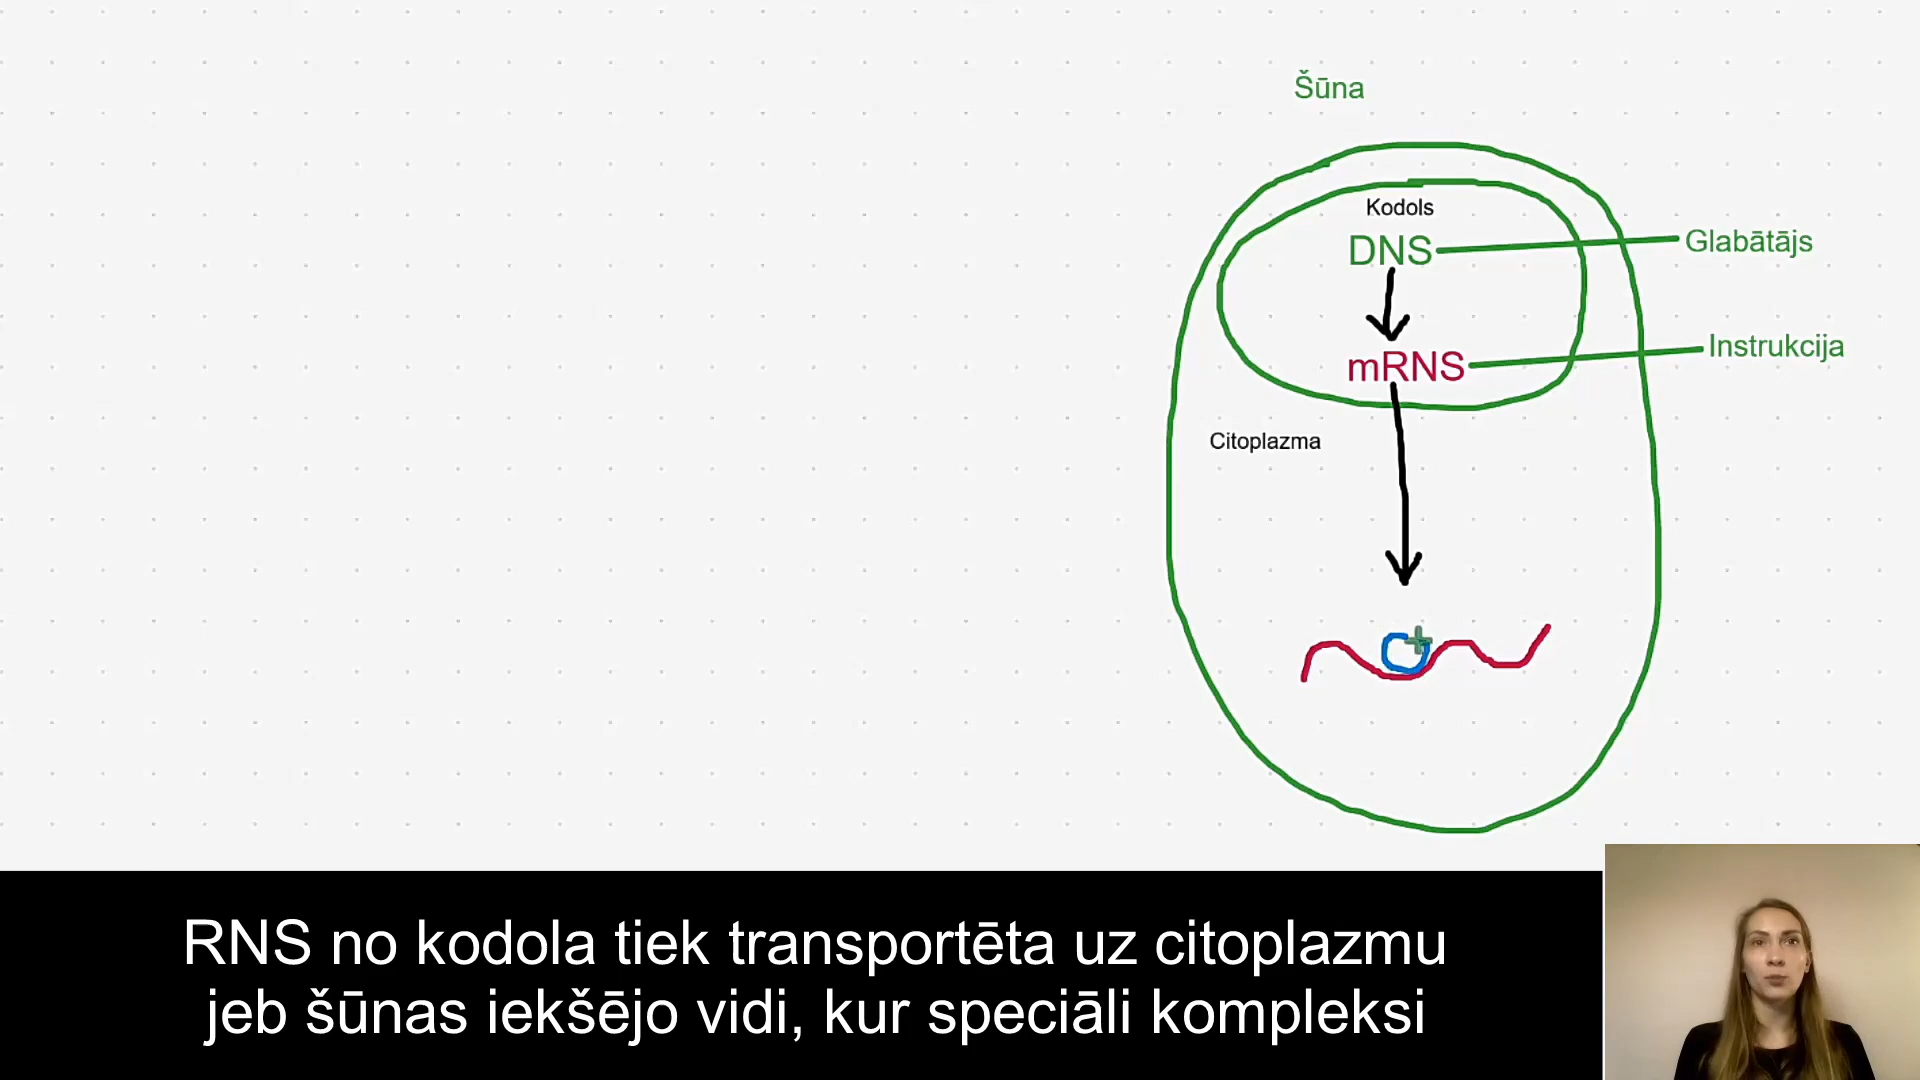 Šūna
Kodols
DNS
Glabātājs
mRNS
Instrukcija
Citoplazma
RNS no kodola tiek transportēta uz citoplazmu
jeb šūnas iekšējo vidi, kur speciāli kompleksi